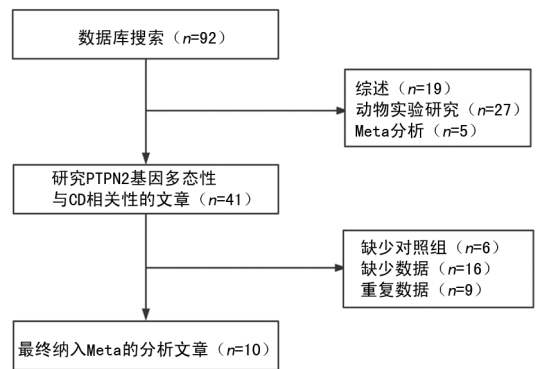 数据库搜索（n=92）
综述（n=19）
动物实验研究（n=27）
Meta分析（n=5）
研究PTPN2基因多态性
与CD相关性的文章（n=41）
缺少对照组（n=6）
缺少数据（n=16）
重复数据（n=9）
最终纳入Meta的分析文章（n=10）